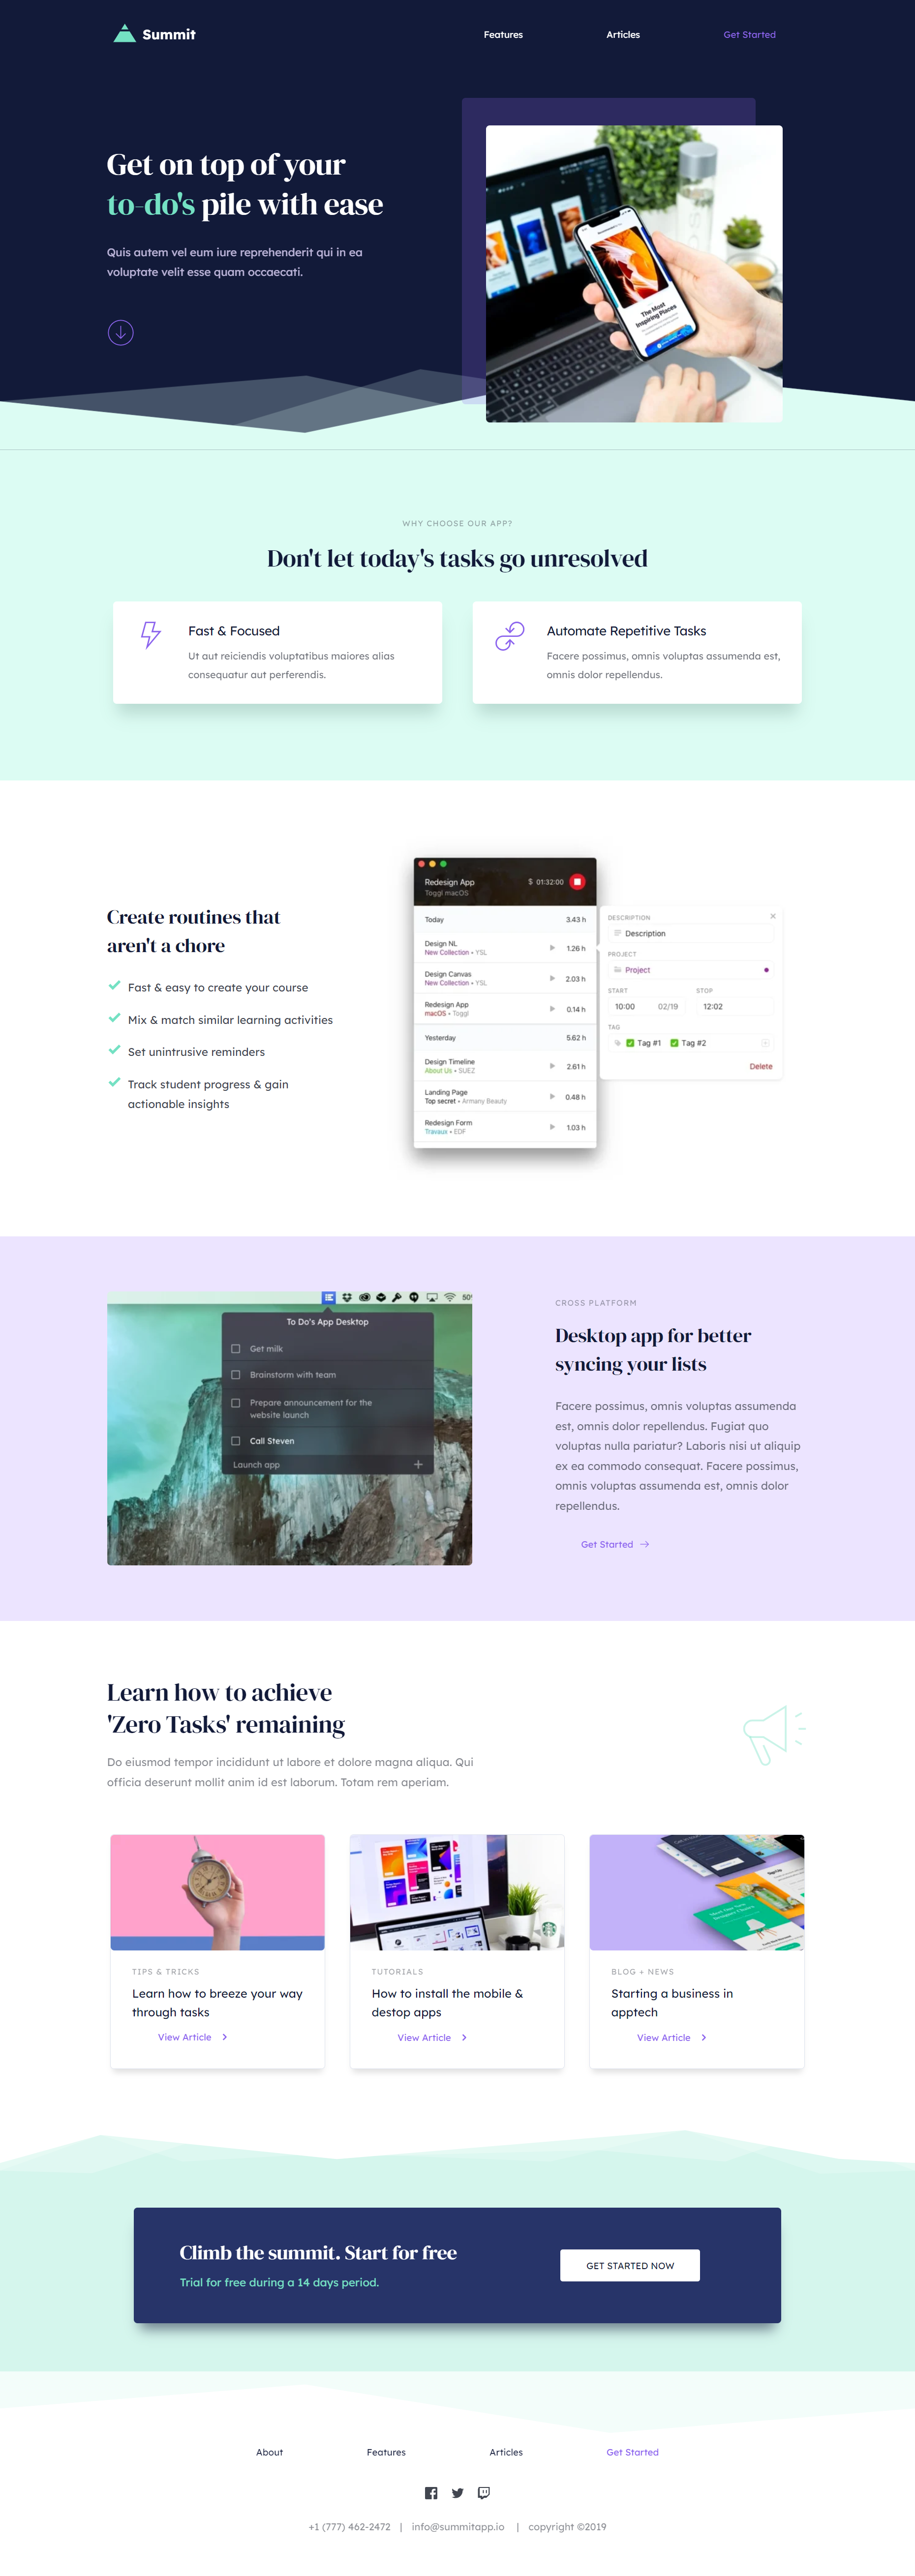 Summit
Features
Articles
Get Started
Get on top of your
to-do's pile with ease
Quis autem vel eum iure reprehenderit qui in ea
voluptate velit esse quam occaecati.
The Most
Inspiring Places
WHY CHOOSE OUR APP?
Don't let today's tasks go unresolved
Fast & Focused
Ut aut reiciendis voluptatibus maiores alias
consequatur aut perferendis.
Automate Repetitive Tasks
Facere possimus, omnis voluptas assumenda est,
omnis dolor repellendus.
Create routines that
aren't a chore
Fast & easy to create your course
Mix & match similar learning activities
Set unintrusive reminders
Track student progress & gain
actionable insights
Redesign App
Toggl macOS
$ 01:32:00
Today 3.43 h
Design NL
New Collection • YSL
1.26 h
Design Canvas
New Collection • YSL
2.03 h
Redesign App
macOS • Toggl
0.14 h
Yesterday 5.62 h
Design Timeline
About Us • SUEZ
2.61 h
Landing Page
Top secret • Armany Beauty
0.48 h
Redesign Form
Travaux • EDF
1.03 h
DESCRIPTION
Description
PROJECT
Project
START STOP
10:00 02/19 12:02
TAG
Tag #1 Tag #2
Delete
50
To Do's App Desktop
Get milk
Brainstorm with team
Prepare announcement for the
website launch
Call Steven
Launch app
CROSS PLATFORM
Desktop app for better
syncing your lists
Facere possimus, omnis voluptas assumenda
est, omnis dolor repellendus. Fugiat quo
voluptas nulla pariatur? Laboris nisi ut aliquip
ex ea commodo consequat. Facere possimus,
omnis voluptas assumenda est, omnis dolor
repellendus.
Get Started
Learn how to achieve
'Zero Tasks' remaining
Do eiusmod tempor incididunt ut labore et dolore magna aliqua. Qui
officia deserunt mollit anim id est laborum. Totam rem aperiam.
TIPS & TRICKS
Learn how to breeze your way
through tasks
View Article
TUTORIALS
How to install the mobile &
destop apps
View Article
BLOG + NEWS
Starting a business in
apptech
View Article
Climb the summit. Start for free
Trial for free during a 14 days period.
GET STARTED NOW
About
Features
Articles
Get Started
+1 (777) 462-2472 | info@summitapp.io | copyright ©2019